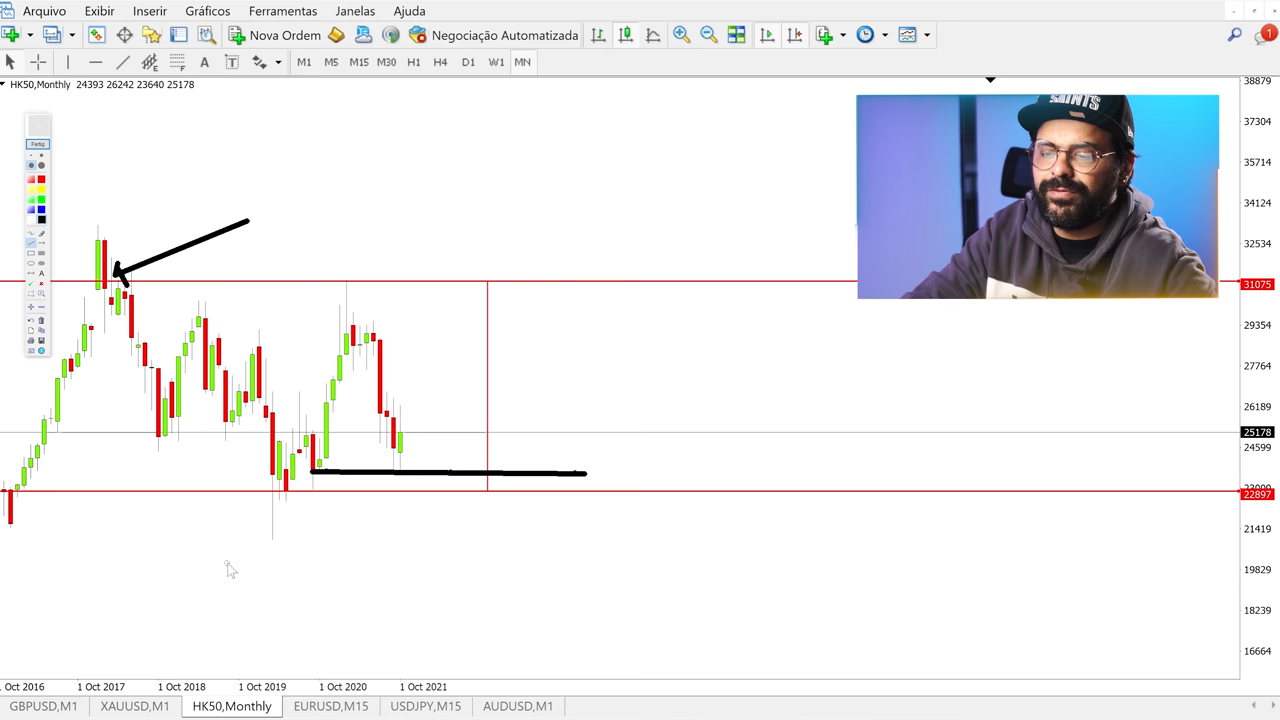 Arquivo Exibir Inserir Gráficos Ferramentas Janelas Ajuda
Nova Ordem Negociação Automatizada 1
A T M1 M5 M15 M30 H1 H4 D1 W1 MN
HK50,Monthly 24393 26242 23640 25178
SAINTS
Fertig
A
38879
37304
35714
34124
32534
31075
29354
27764
26189
25178
24599
22897
21419
19829
18239
16664
Oct 2016 1 Oct 2017 1 Oct 2018 1 Oct 2019 1 Oct 2020 1 Oct 2021
GBPUSD,M1 XAUUSD,M1 HK50,Monthly EURUSD,M15 USDJPY,M15 AUDUSD,M1